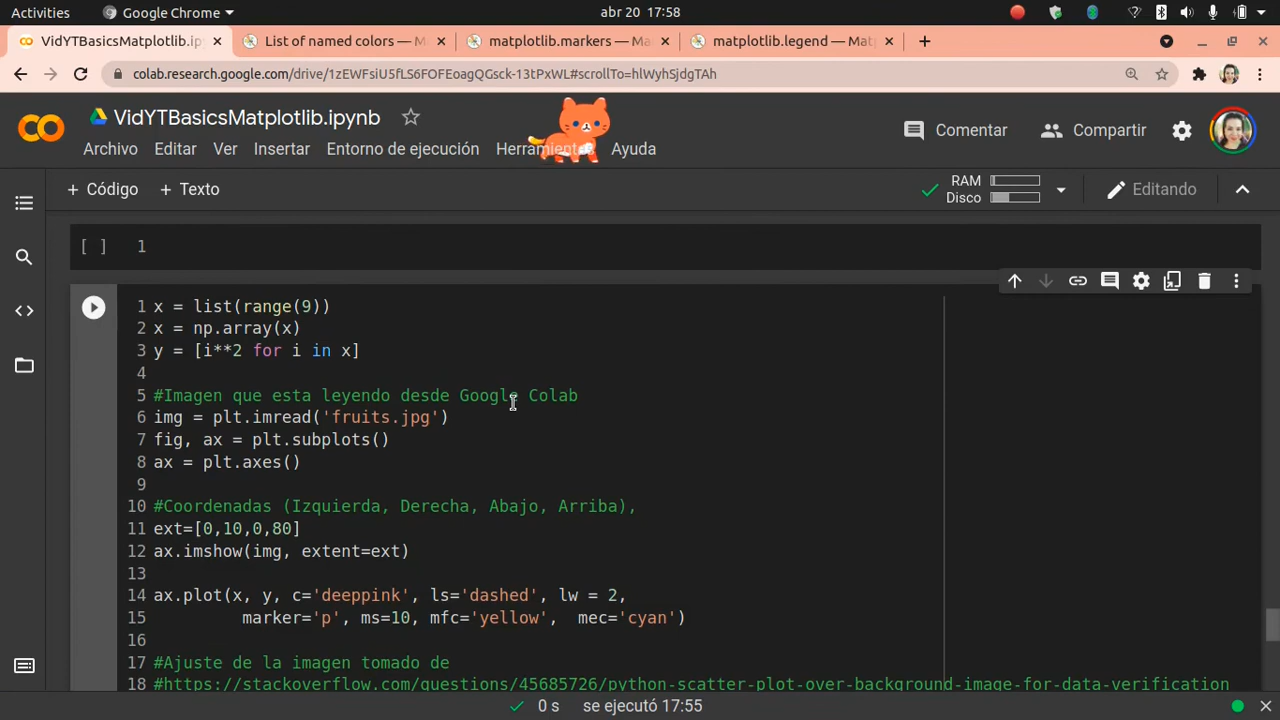 Activities
Google Chrome
abr 20 17:58
VidYTBasicsMatplotlib.ip
List of named colors — M
matplotlib.markers — Ma
matplotlib.legend — Mat
colab.research.google.com/drive/1zEWFsiU5fLS6FOFEoagQGsck-13tPxWL#scrollTo=hlWyhSjdgTAh
VidYTBasicsMatplotlib.ipynb
Comentar
Compartir
Archivo Editar Ver Insertar Entorno de ejecución Herramientas Ayuda
+ Código + Texto
RAM
Disco
Editando
[ ] 1
1 x = list(range(9))
2 x = np.array(x)
3 y = [i**2 for i in x]
4
5 #Imagen que esta leyendo desde Google Colab
6 img = plt.imread('fruits.jpg')
7 fig, ax = plt.subplots()
8 ax = plt.axes()
9
10 #Coordenadas (Izquierda, Derecha, Abajo, Arriba),
11 ext=[0,10,0,80]
12 ax.imshow(img, extent=ext)
13
14 ax.plot(x, y, c='deeppink', ls='dashed', lw = 2,
15 marker='p', ms=10, mfc='yellow', mec='cyan')
16
17 #Ajuste de la imagen tomado de
18 #https://stackoverflow.com/questions/45685726/python-scatter-plot-over-background-image-for-data-verification
0 s se ejecutó 17:55